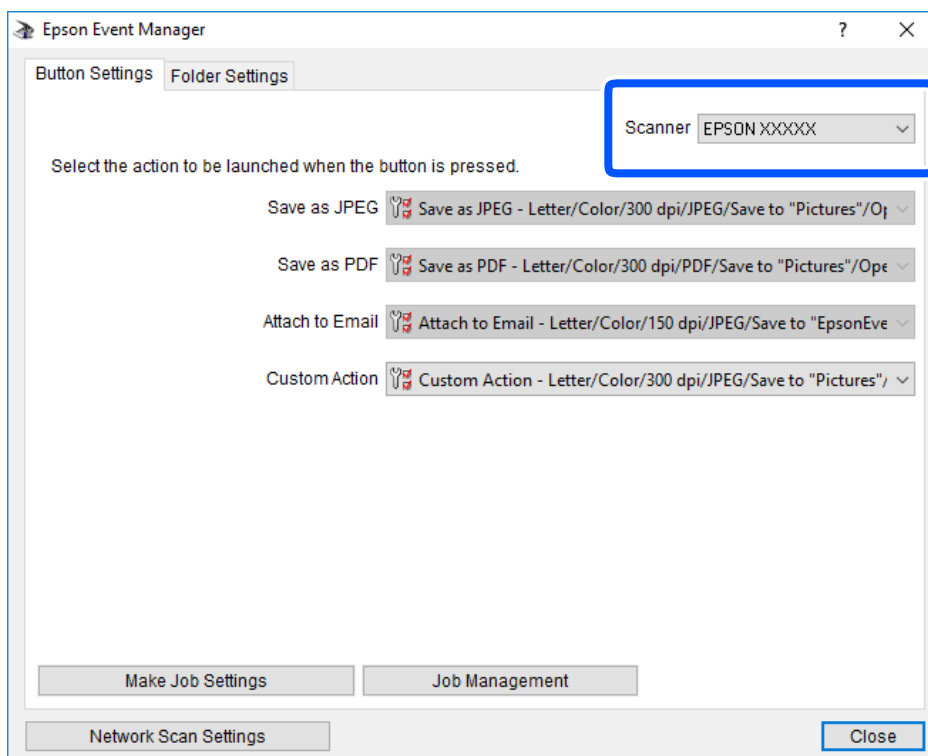 Epson Event Manager
?
Button Settings Folder Settings
Scanner EPSON XXXXX
Select the action to be launched when the button is pressed.
Save as JPEG Save as JPEG - Letter/Color/300 dpi/JPEG/Save to "Pictures"/Op
Save as PDF Save as PDF - Letter/Color/300 dpi/PDF/Save to "Pictures"/Ope
Attach to Email Attach to Email - Letter/Color/150 dpi/JPEG/Save to "EpsonEve
Custom Action Custom Action - Letter/Color/300 dpi/JPEG/Save to "Pictures"/
Make Job Settings Job Management
Network Scan Settings Close